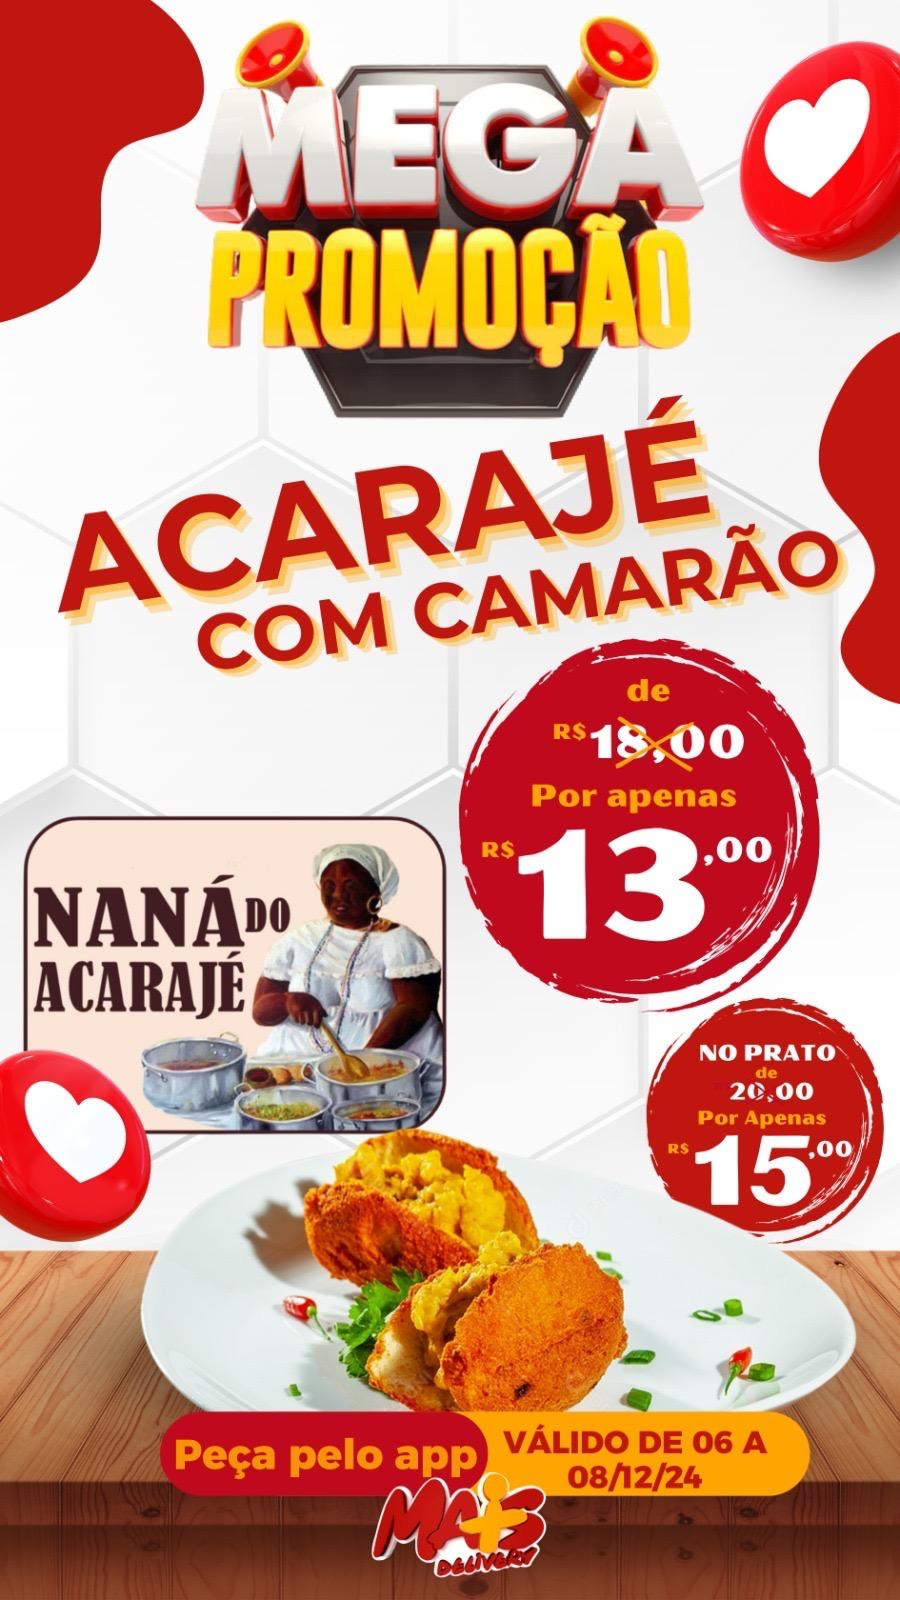 MEGA
PROMOÇÃO
ACARAJÉ
COM CAMARÃO
de
R$18,00
Por apenas
R$13,00
NANÁ DO
ACARAJÉ
NO PRATO
de
20,00
Por Apenas
R$15,00
Peça pelo app
VÁLIDO DE 06 A
08/12/24
MAIS
DELIVERY